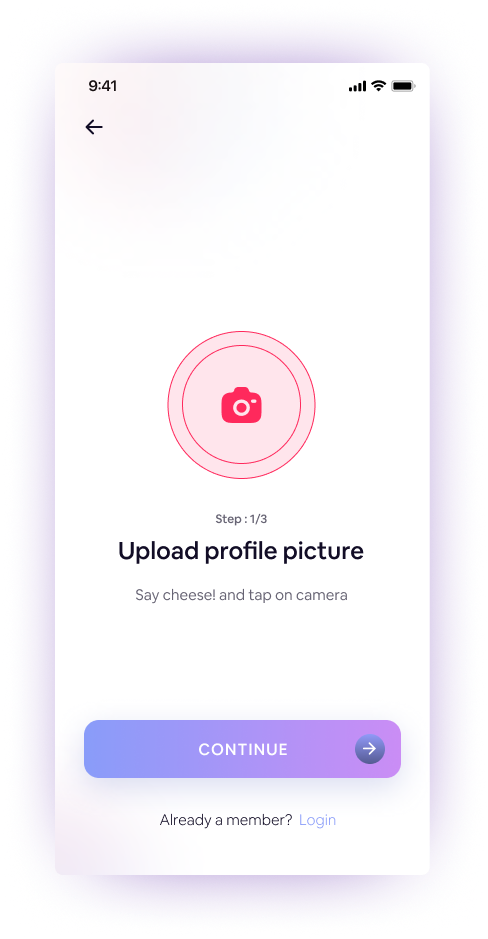 9:41
Step : 1/3
Upload profile picture
Say cheese! and tap on camera
CONTINUE
Already a member? Login